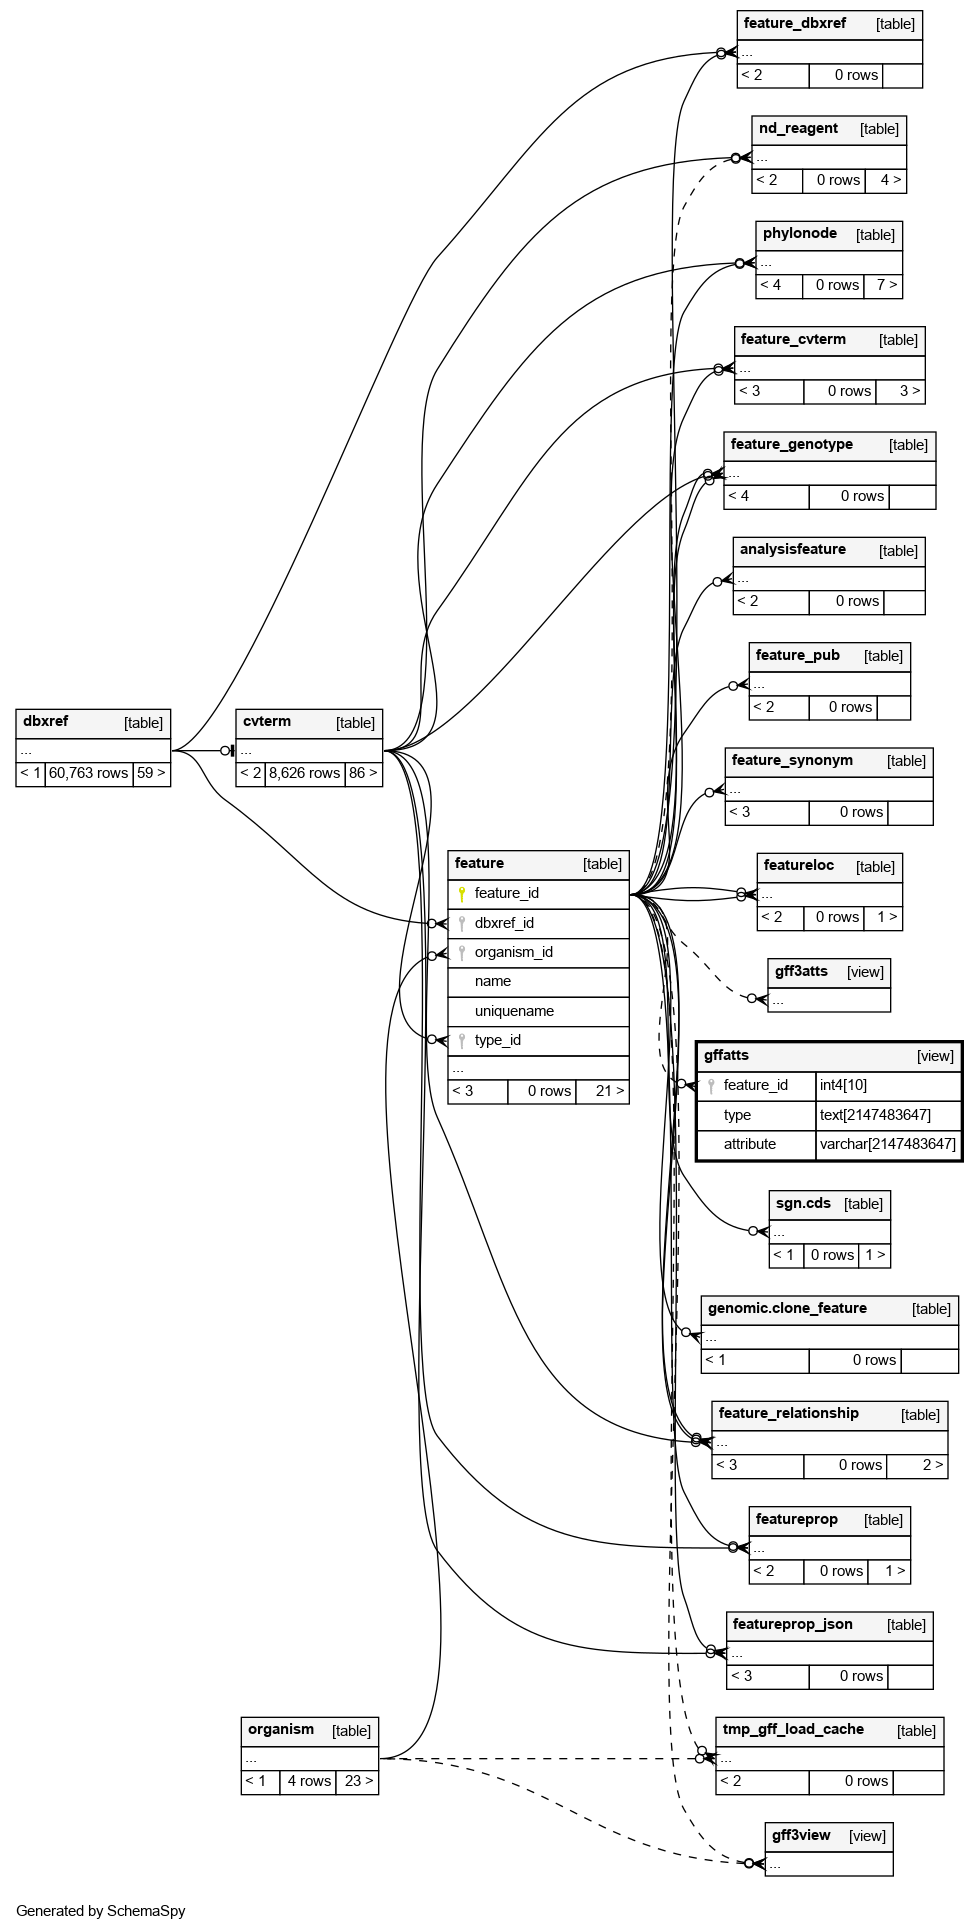 feature_dbxref [table]
...
< 2 0 rows
nd_reagent [table]
...
< 2 0 rows 4 >
phylonode [table]
...
< 4 0 rows 7 >
feature_cvterm [table]
...
< 3 0 rows 3 >
feature_genotype [table]
...
< 4 0 rows
analysisfeature [table]
...
< 2 0 rows
feature_pub [table]
...
< 2 0 rows
dbxref [table]
...
< 1 60,763 rows 59 >
cvterm [table]
...
< 2 8,626 rows 86 >
feature_synonym [table]
...
< 3 0 rows
feature [table]
feature_id
dbxref_id
organism_id
name
uniquename
type_id
...
< 3 0 rows 21 >
featureloc [table]
...
< 2 0 rows 1 >
gff3atts [view]
...
gffatts [view]
feature_id int4[10]
type text[2147483647]
attribute varchar[2147483647]
sgn.cds [table]
...
< 1 0 rows 1 >
genomic.clone_feature [table]
...
< 1 0 rows
feature_relationship [table]
...
< 3 0 rows 2 >
featureprop [table]
...
< 2 0 rows 1 >
featureprop_json [table]
...
< 3 0 rows
organism [table]
...
< 1 4 rows 23 >
tmp_gff_load_cache [table]
...
< 2 0 rows
gff3view [view]
...
Generated by SchemaSpy